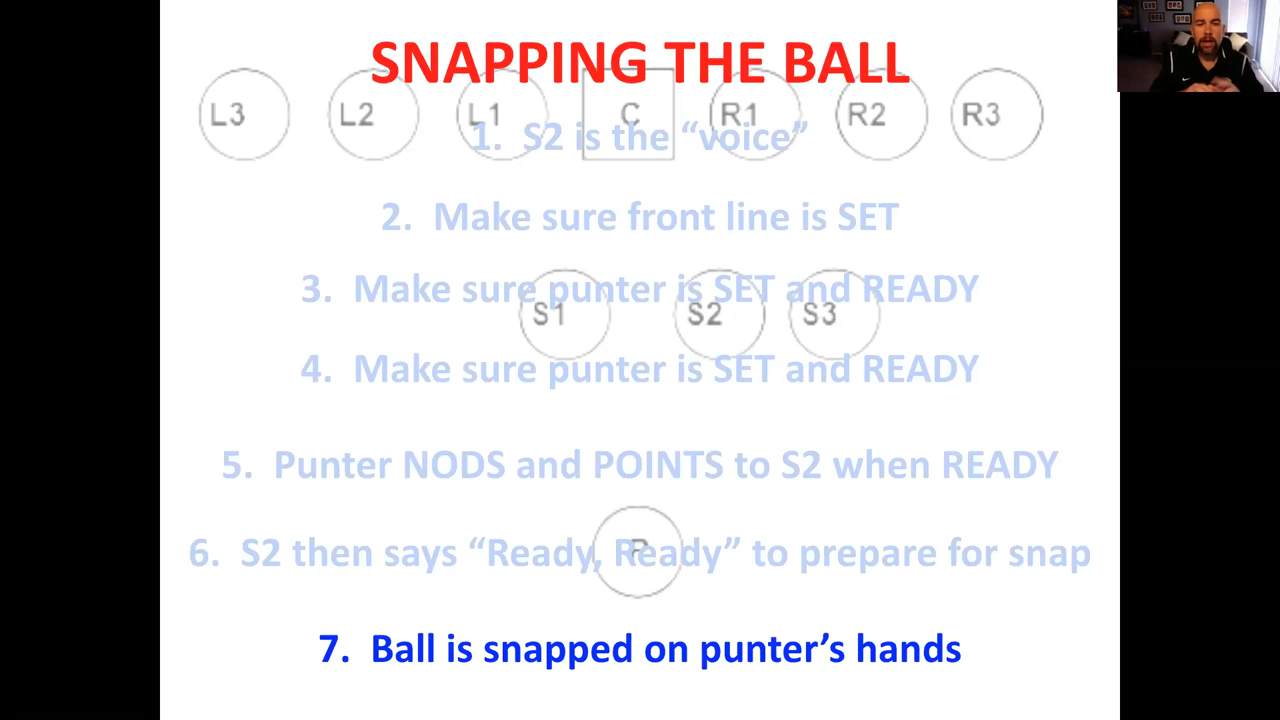 SNAPPING THE BALL
L3 L2 L1 C R1 R2 R3
1. S2 is the “voice”
2. Make sure front line is SET
3. Make sure punter is SET and READY
S1 S2 S3
4. Make sure punter is SET and READY
5. Punter NODS and POINTS to S2 when READY
P
6. S2 then says “Ready, Ready” to prepare for snap
7. Ball is snapped on punter’s hands